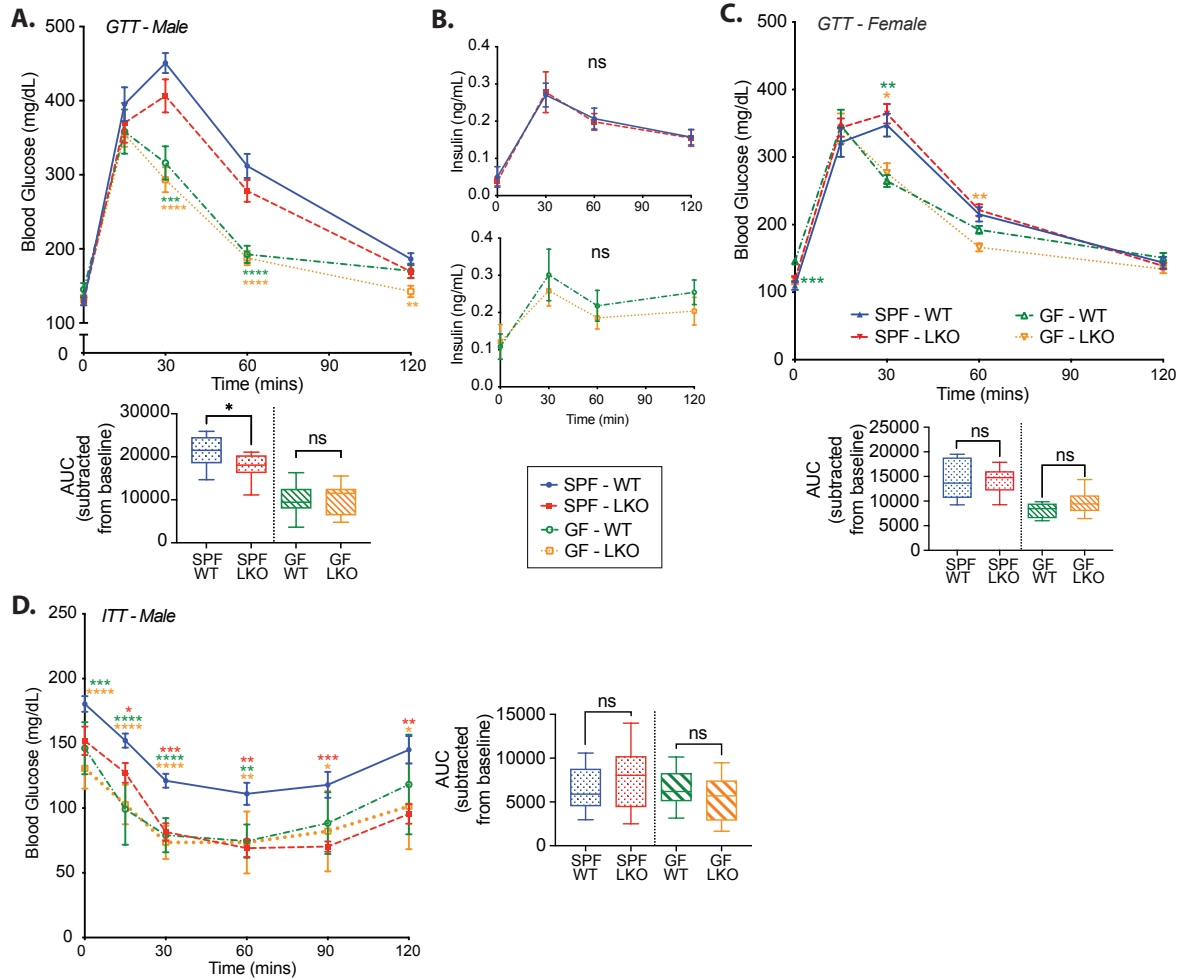 A.
GTT - Male
Blood Glucose (mg/dL)
500
400
300
200
100
0
***
****
****
****
**
0 30 60 90 120
Time (mins)
AUC
(subtracted
from baseline)
30000
20000
10000
0
*
ns
SPF WT
SPF LKO
GF WT
GF LKO
B.
Insulin (ng/mL)
0.4
0.3
0.2
0.1
0.0
ns
0 30 60 90 120
Insulin (ng/mL)
0.4
0.3
0.2
0.1
0.0
ns
0 30 60 90 120
Time (min)
SPF - WT
SPF - LKO
GF - WT
GF - LKO
C.
GTT - Female
Blood Glucose (mg/dL)
500
400
300
200
100
0
***
**
*
**
SPF - WT
SPF - LKO
GF - WT
GF - LKO
0 30 60 90 120
Time (mins)
AUC
(subtracted
from baseline)
25000
20000
15000
10000
5000
0
ns
ns
SPF WT
SPF LKO
GF WT
GF LKO
D.
ITT - Male
Blood Glucose (mg/dL)
250
200
150
100
50
0
***
****
*
****
****
***
****
****
**
**
**
***
*
**
*
0 30 60 90 120
Time (mins)
AUC
(subtracted
from baseline)
15000
10000
5000
0
ns
ns
SPF WT
SPF LKO
GF WT
GF LKO